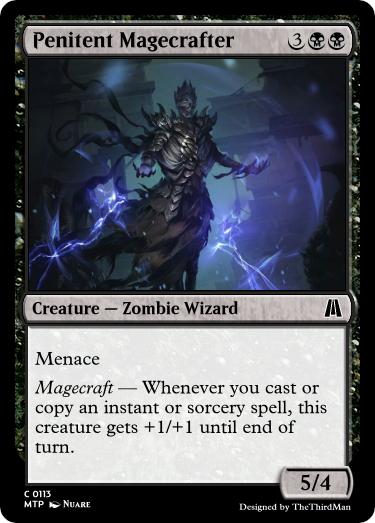 Penitent Magecrafter 3
Creature — Zombie Wizard
Menace
Magecraft — Whenever you cast or
copy an instant or sorcery spell, this
creature gets +1/+1 until end of
turn.
5/4
C 0113
MTP NUARE
Designed by TheThirdMan